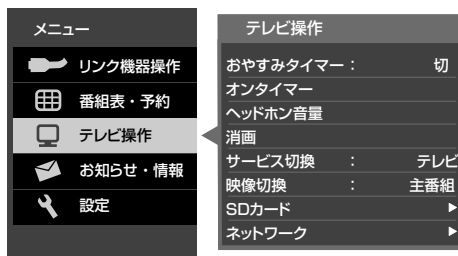 メニュー
リンク機器操作
番組表・予約
テレビ操作
お知らせ・情報
設定
テレビ操作
おやすみタイマー： 切
オンタイマー
ヘッドホン音量
消画
サービス切換 ： テレビ
映像切換 ： 主番組
SDカード
ネットワーク